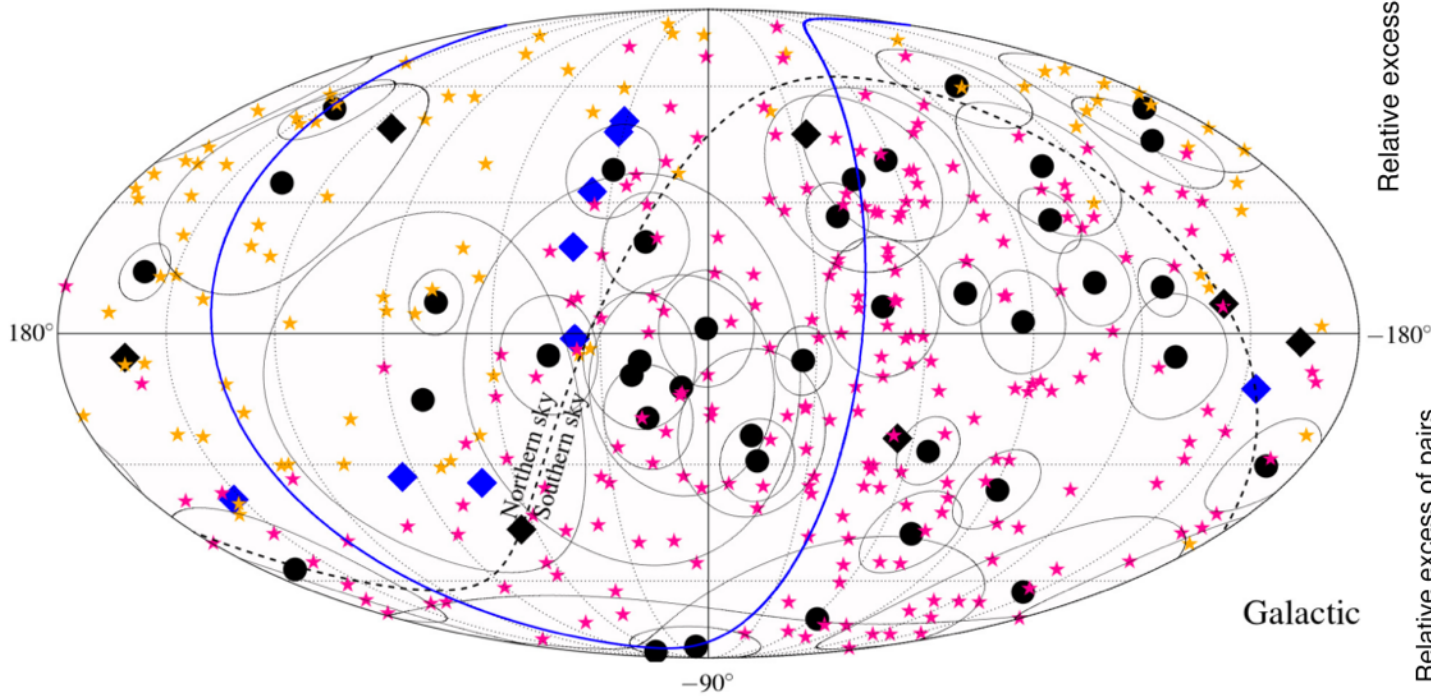 Relative excess
180°
−180°
Northern sky
Southern sky
Galactic
−90°
Relative excess of pairs